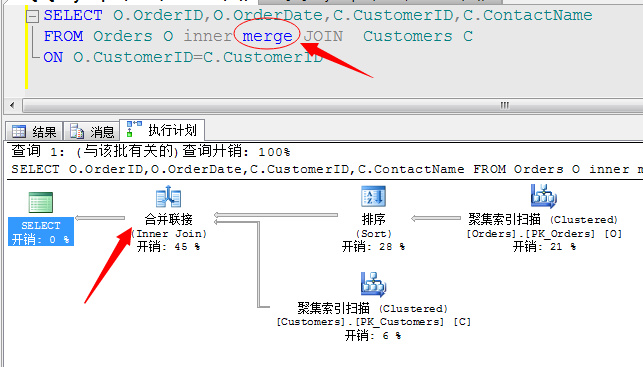 SELECT O.OrderID,O.OrderDate,C.CustomerID,C.ContactName
FROM Orders O inner merge JOIN  Customers C
ON O.CustomerID=C.CustomerID
结果 消息 执行计划
查询 1: (与该批有关的)查询开销: 100%
SELECT O.OrderID,O.OrderDate,C.CustomerID,C.ContactName FROM Orders O inner m
SELECT
开销: 0 %
合并联接
(Inner Join)
开销: 45 %
排序
(Sort)
开销: 28 %
聚集索引扫描 (Clustered)
[Orders].[PK_Orders] [O]
开销: 21 %
聚集索引扫描 (Clustered)
[Customers].[PK_Customers] [C]
开销: 6 %